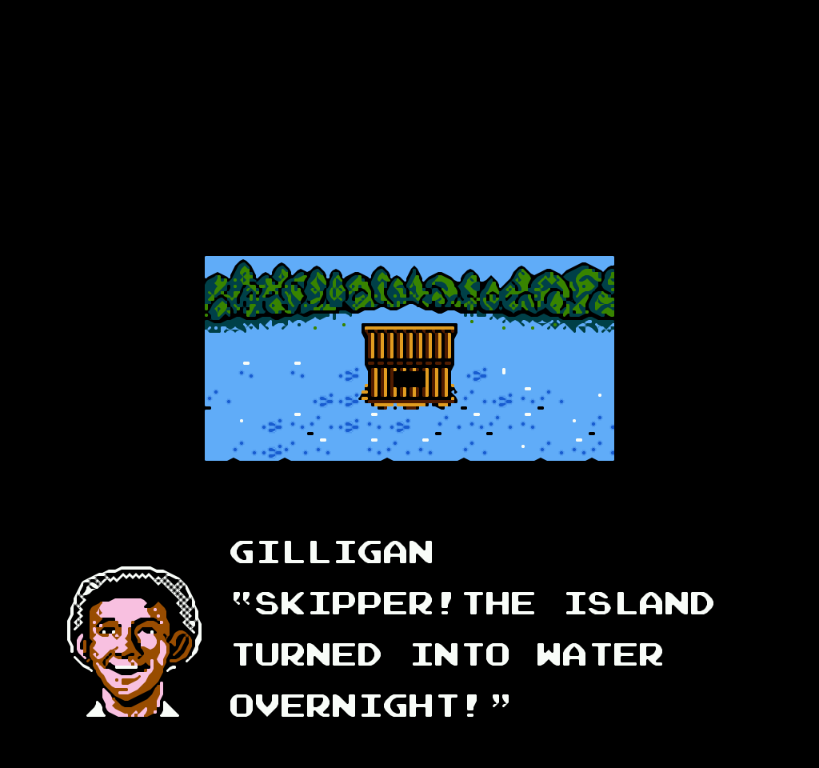 GILLIGAN
“SKIPPER!THE ISLAND
TURNED INTO WATER
OVERNIGHT!”